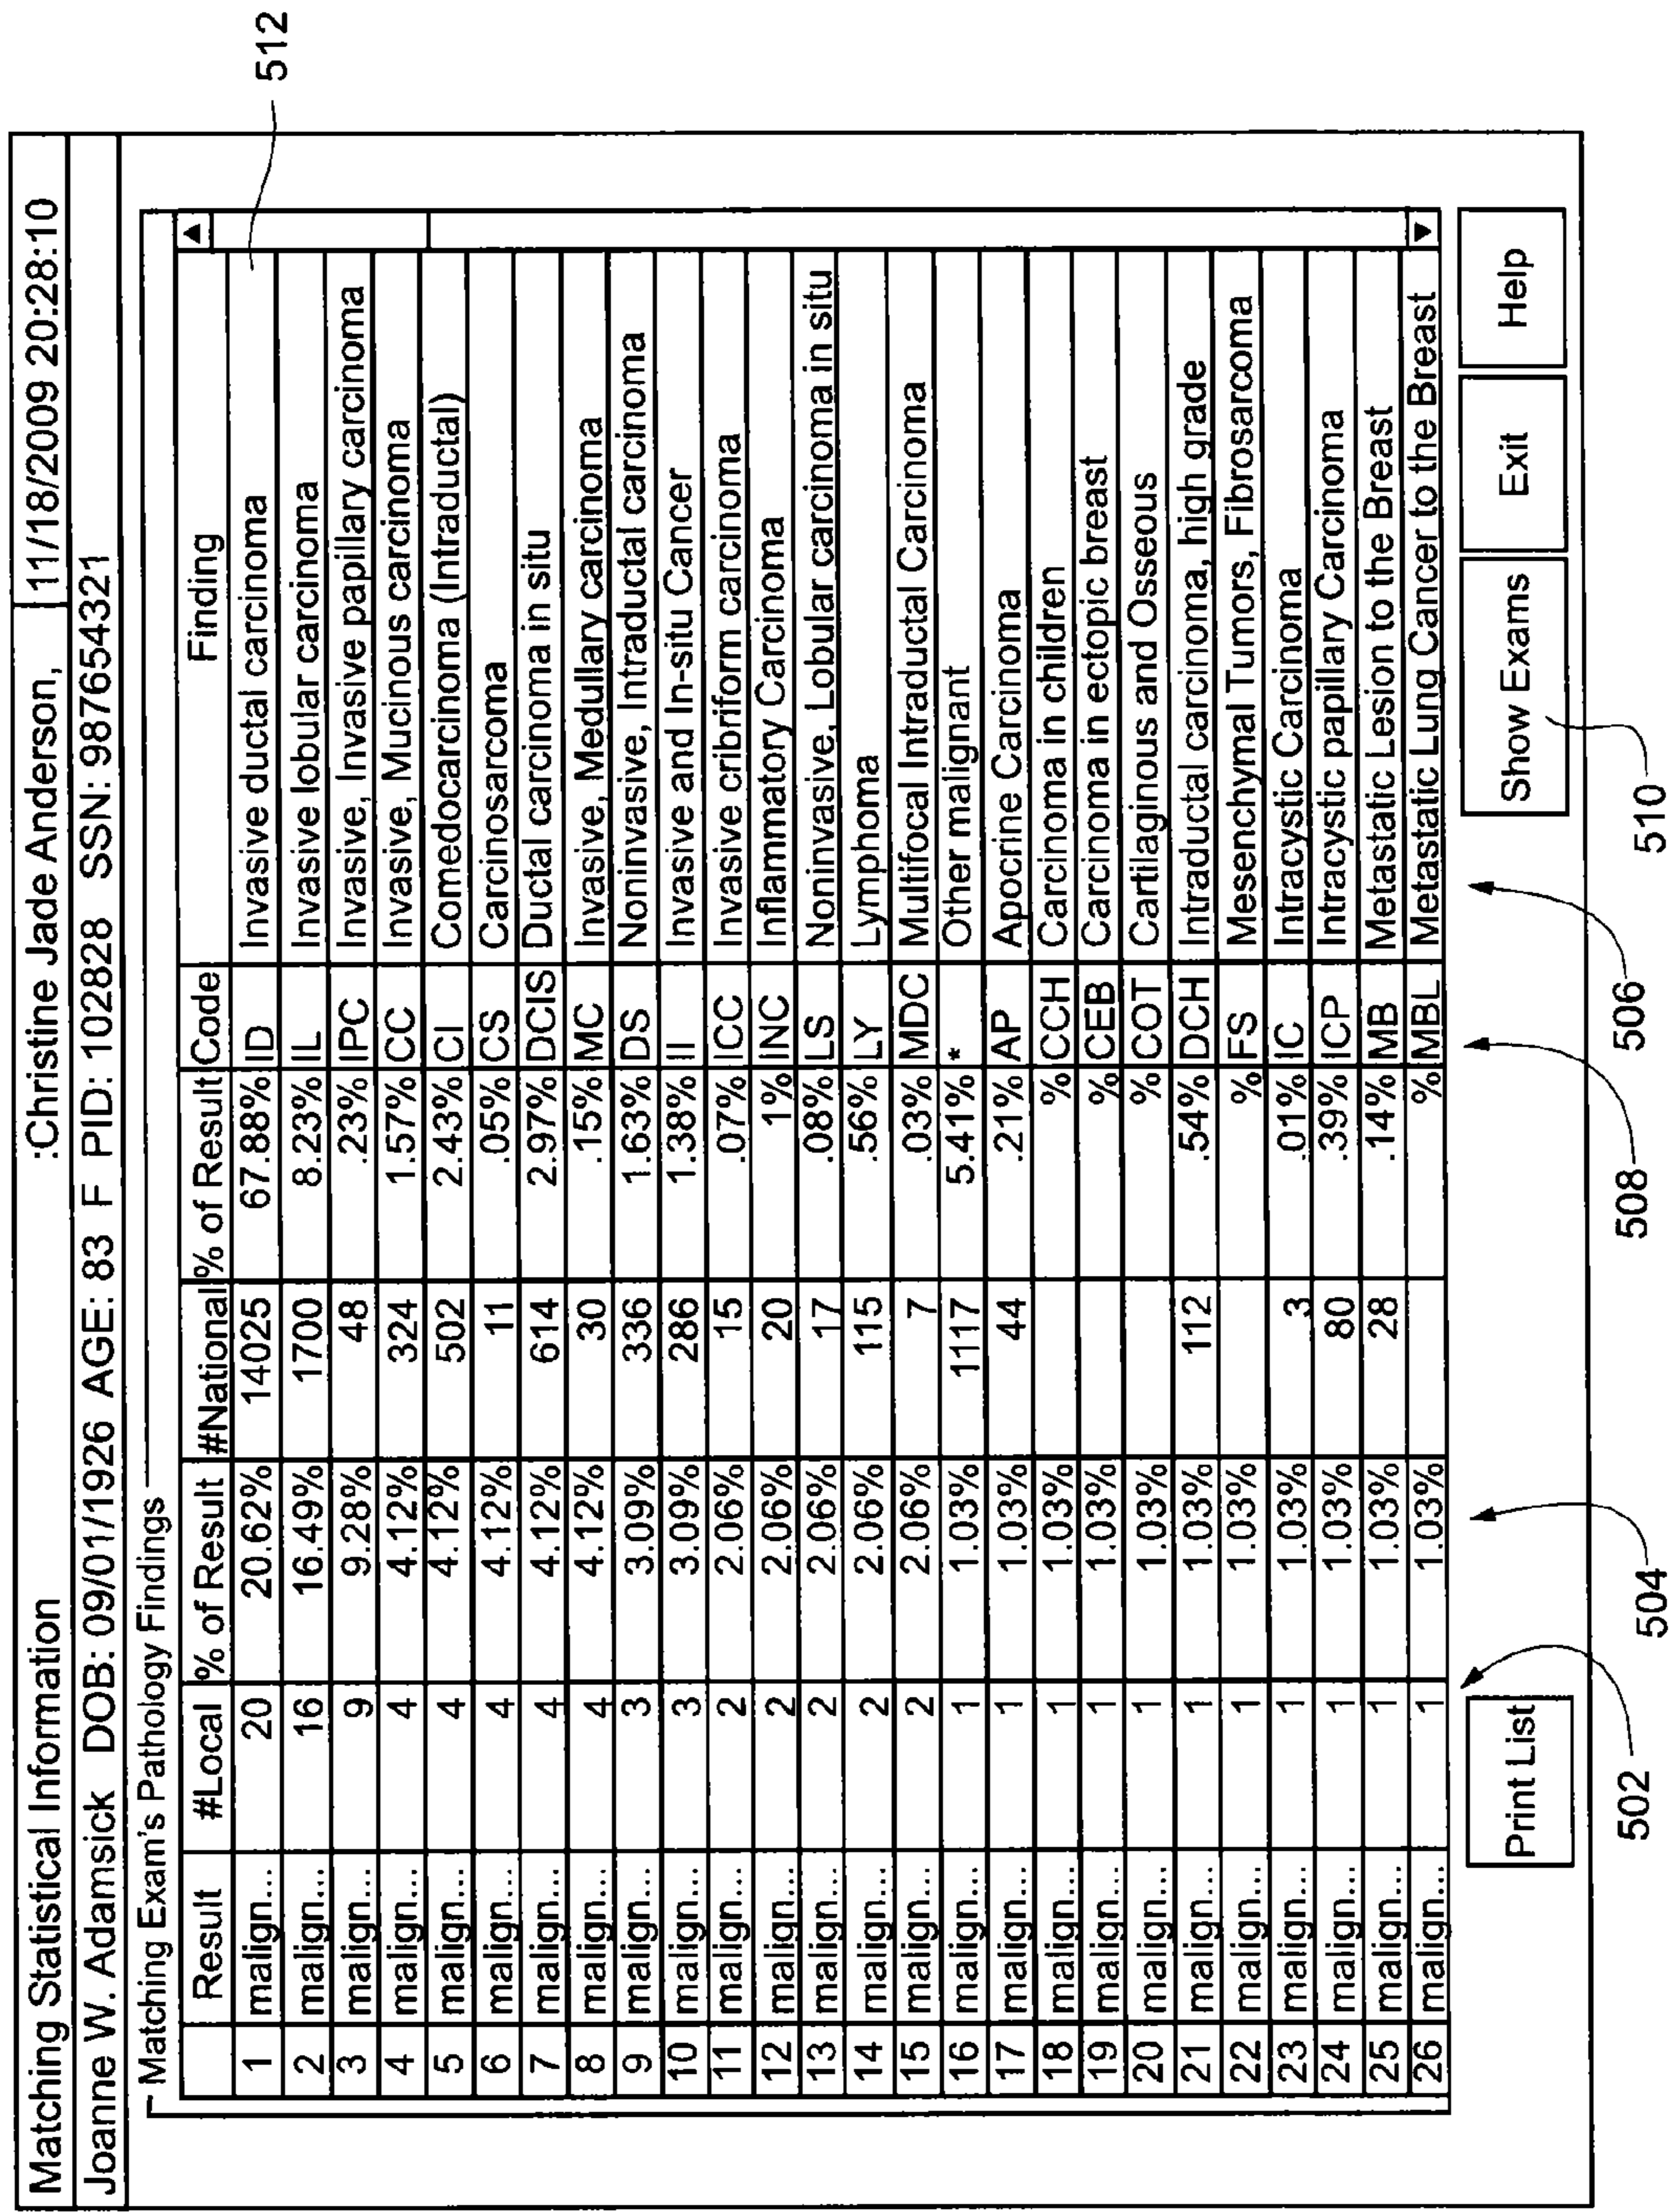 Matching Statistical Information :Christine Jade Anderson, 11/18/2009 20:28:10
Joanne W. Adamsick DOB: 09/01/1926 AGE: 83 F PID: 102828 SSN: 987654321
Matching Exam's Pathology Findings
Result #Local % of Result #National % of Result Code Finding
1 malign... 20 20.62% 14025 67.88% ID Invasive ductal carcinoma
2 malign... 16 16.49% 1700 8.23% IL Invasive lobular carcinoma
3 malign... 9 9.28% 48 .23% IPC Invasive, Invasive papillary carcinoma
4 malign... 4 4.12% 324 1.57% CC Invasive, Mucinous carcinoma
5 malign... 4 4.12% 502 2.43% CI Comedocarcinoma (Intraductal)
6 malign... 4 4.12% 11 .05% CS Carcinosarcoma
7 malign... 4 4.12% 614 2.97% DCIS Ductal carcinoma in situ
8 malign... 4 4.12% 30 .15% MC Invasive, Medullary carcinoma
9 malign... 3 3.09% 336 1.63% DS Noninvasive, Intraductal carcinoma
10 malign... 3 3.09% 286 1.38% II Invasive and In-situ Cancer
11 malign... 2 2.06% 15 .07% ICC Invasive cribriform carcinoma
12 malign... 2 2.06% 20 1% INC Inflammatory Carcinoma
13 malign... 2 2.06% 17 .08% LS Noninvasive, Lobular carcinoma in situ
14 malign... 2 2.06% 115 .56% LY Lymphoma
15 malign... 2 2.06% 7 .03% MDC Multifocal Intraductal Carcinoma
16 malign... 1 1.03% 1117 5.41% * Other malignant
17 malign... 1 1.03% 44 .21% AP Apocrine Carcinoma
18 malign... 1 1.03% % CCH Carcinoma in children
19 malign... 1 1.03% % CEB Carcinoma in ectopic breast
20 malign... 1 1.03% % COT Cartilaginous and Osseous
21 malign... 1 1.03% 112 .54% DCH Intraductal carcinoma, high grade
22 malign... 1 1.03% % FS Mesenchymal Tumors, Fibrosarcoma
23 malign... 1 1.03% 3 .01% IC Intracystic Carcinoma
24 malign... 1 1.03% 80 .39% ICP Intracystic papillary Carcinoma
25 malign... 1 1.03% 28 .14% MB Metastatic Lesion to the Breast
26 malign... 1 1.03% % MBL Metastatic Lung Cancer to the Breast
Print List Show Exams Exit Help
502 504 508 506 510
512